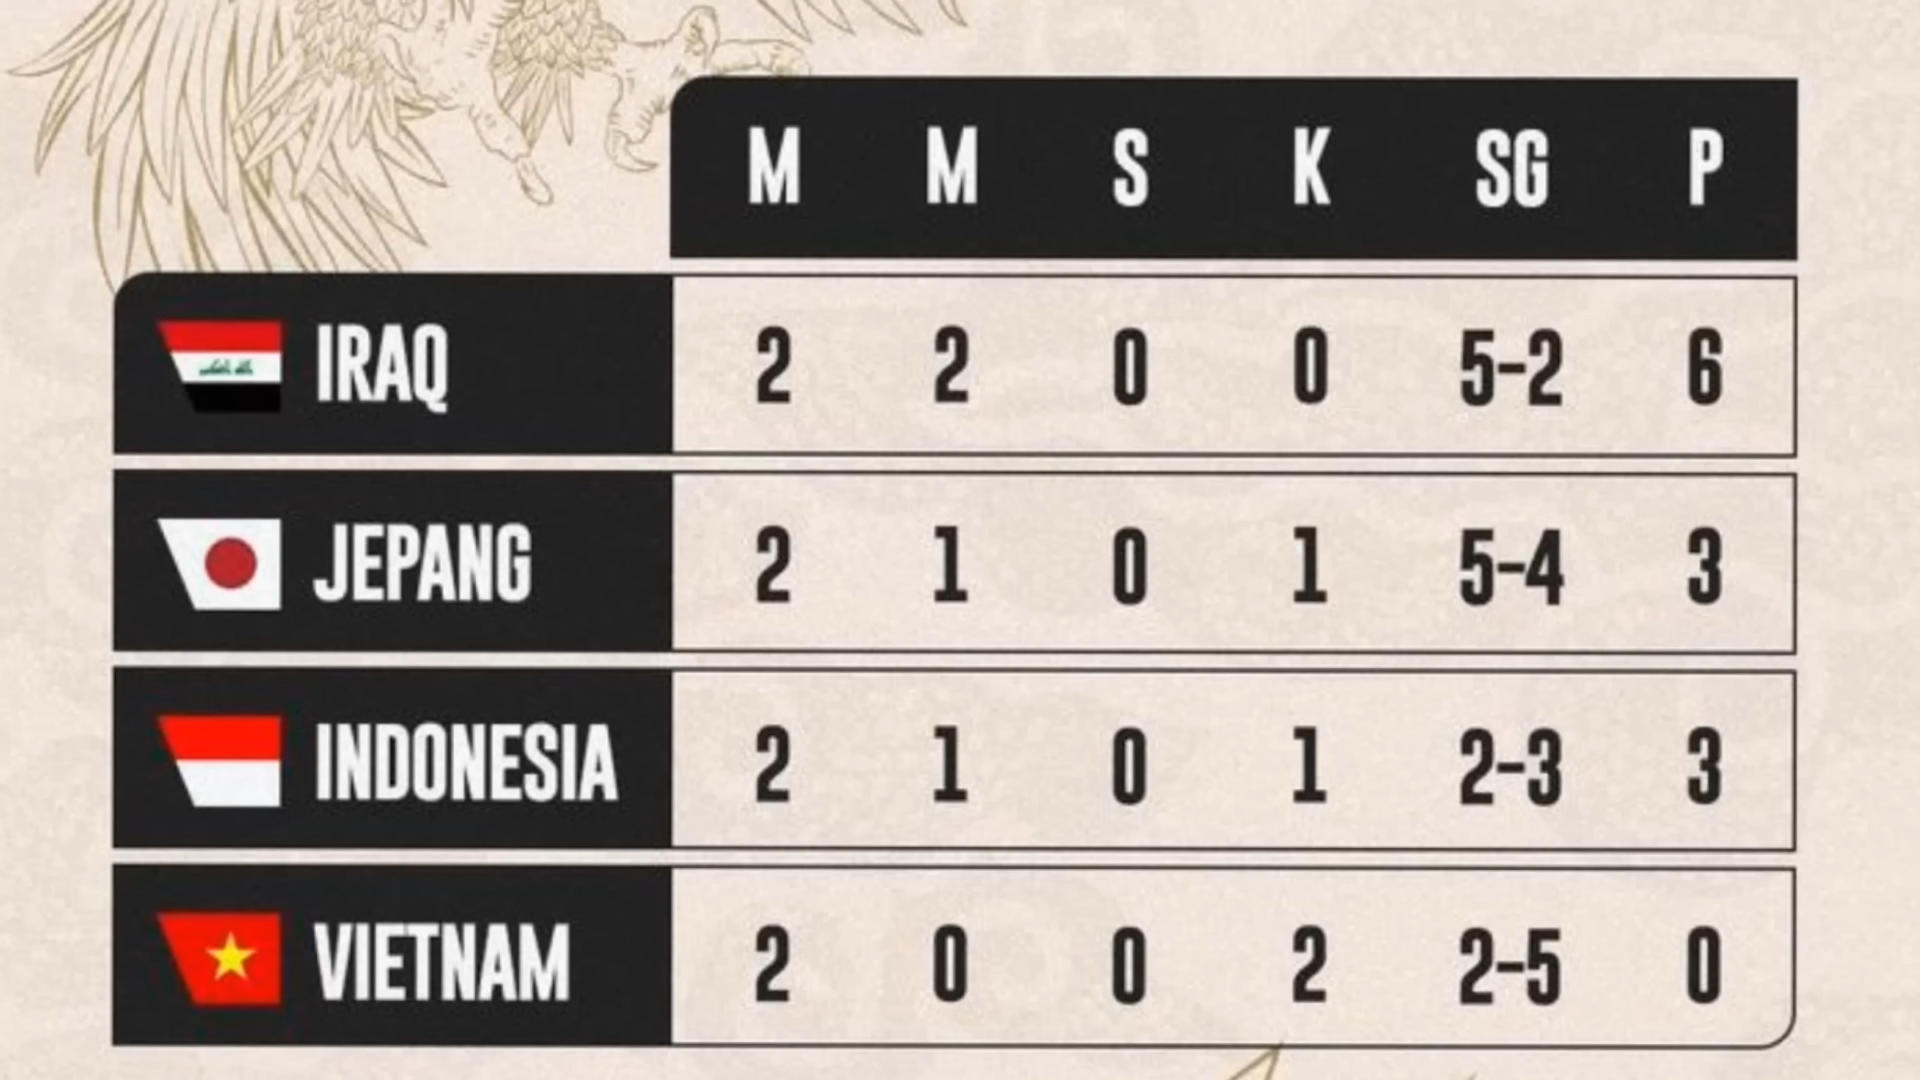 M M S K SG P
IRAQ 2 2 0 0 5-2 6
JEPANG 2 1 0 1 5-4 3
INDONESIA 2 1 0 1 2-3 3
VIETNAM 2 0 0 2 2-5 0